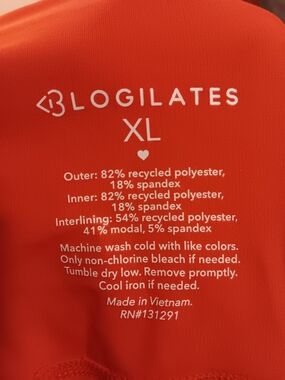 BLOGILATES
XL
Outer: 82% recycled polyester,
18% spandex
Inner: 82% recycled polyester,
18% spandex
Interlining: 54% recycled polyester,
41% modal, 5% spandex
Machine wash cold with like colors.
Only non-chlorine bleach if needed.
Tumble dry low. Remove promptly.
Cool iron if needed.
Made in Vietnam.
RN#131291